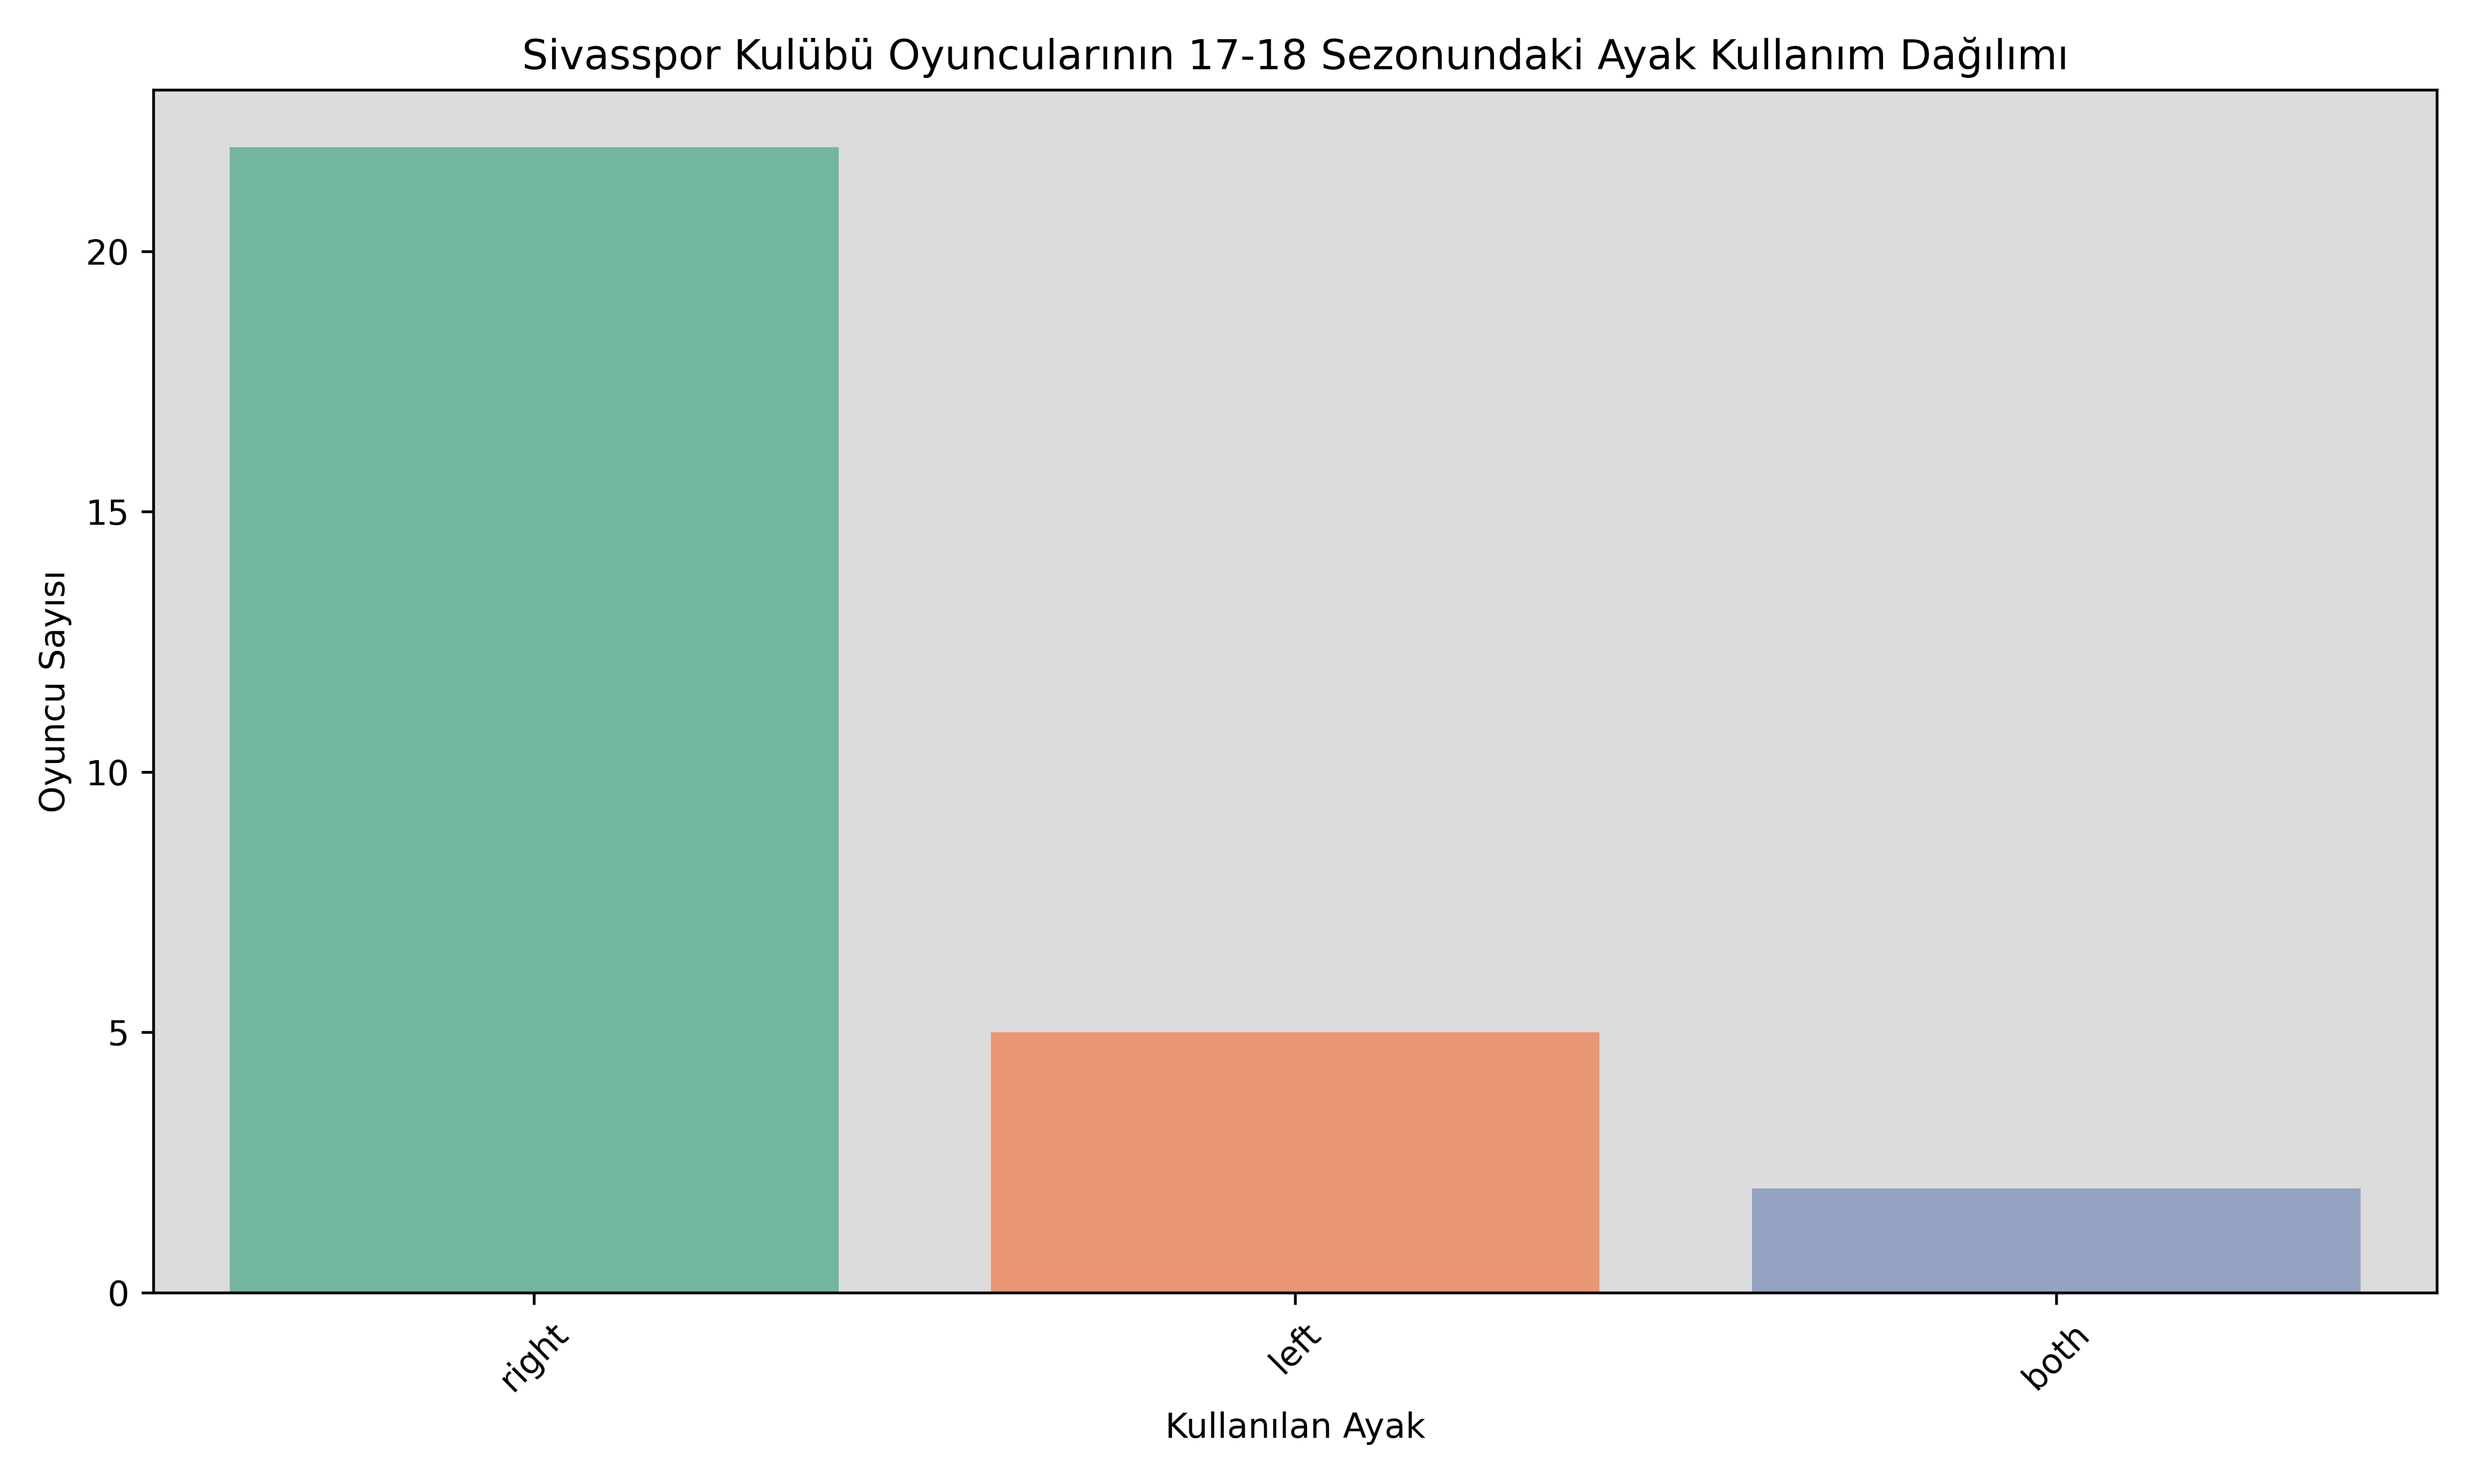 Sivasspor Kulübü Oyuncularının 17-18 Sezonundaki Ayak Kullanım Dağılımı
Oyuncu Sayısı
20
15
10
5
0
right
left
both
Kullanılan Ayak